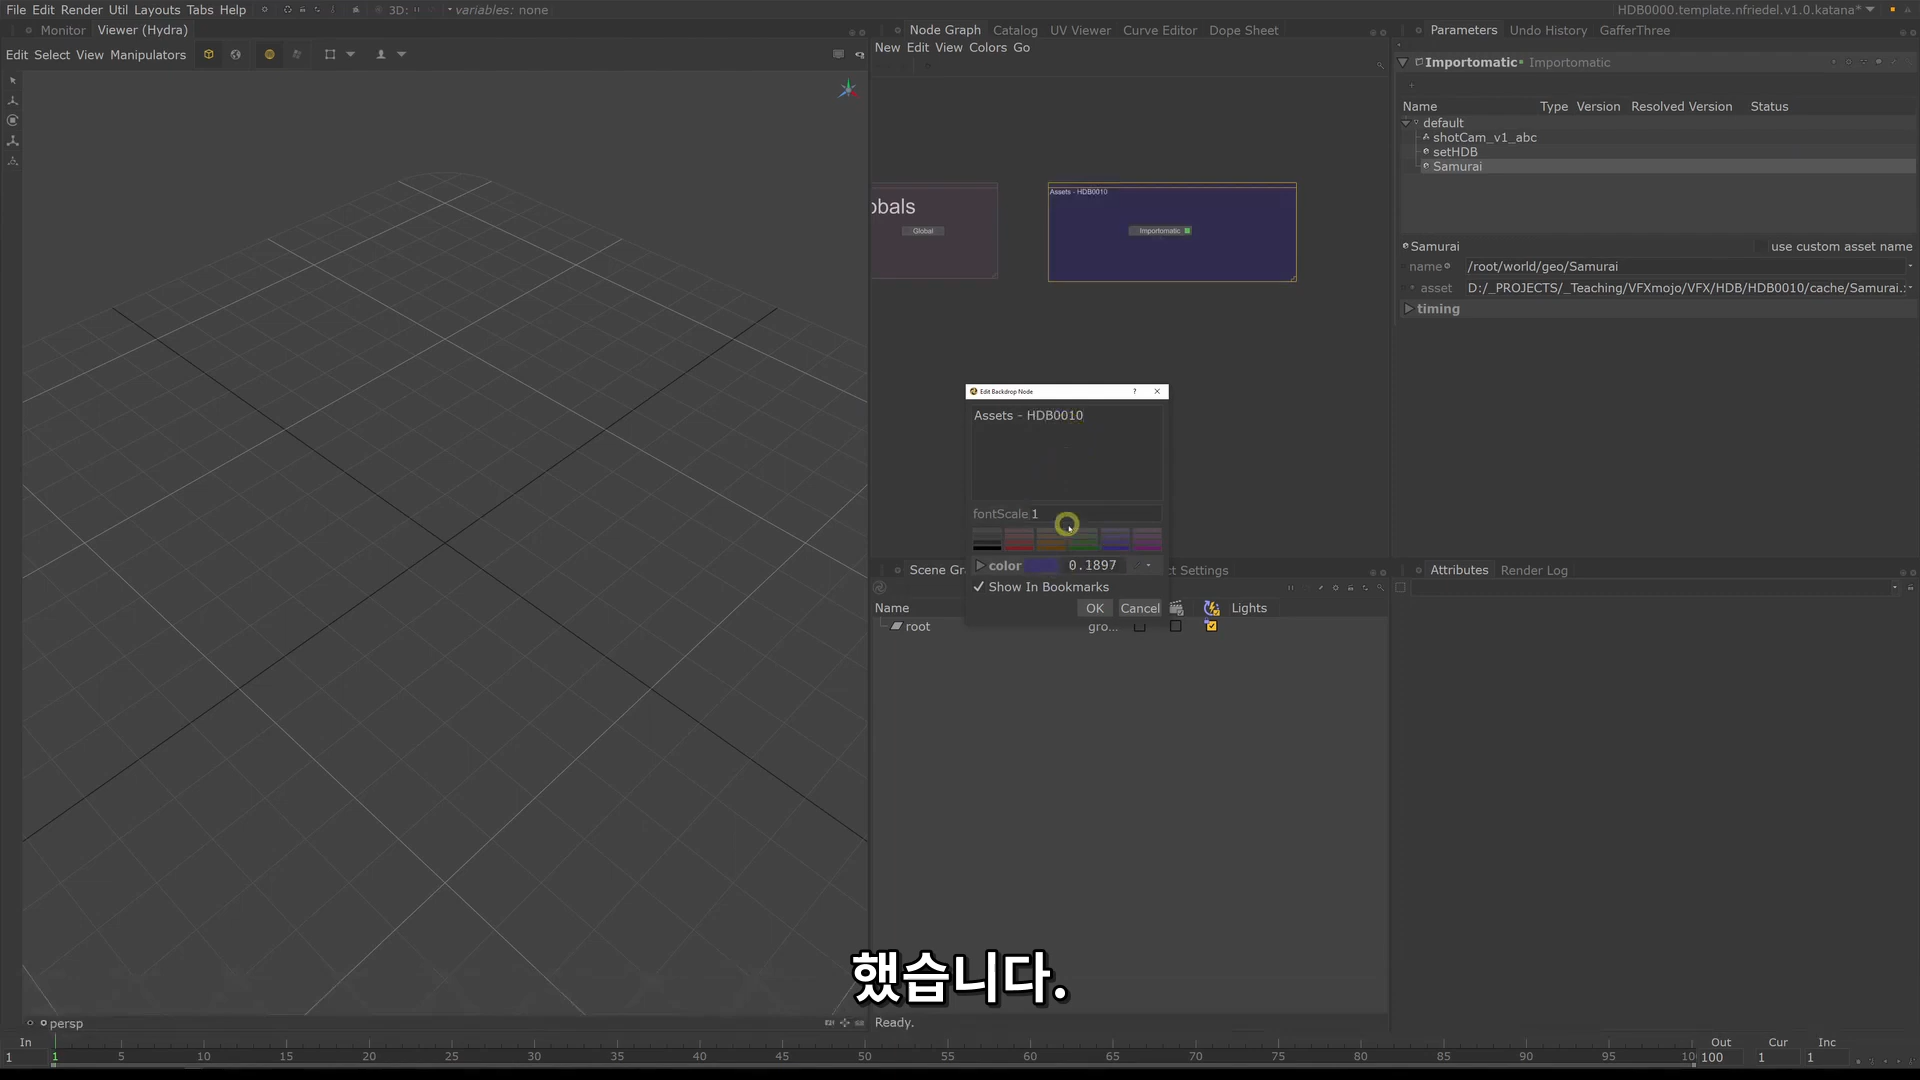 File Edit Render Util Layouts Tabs Help 3D: variables: none HDB0000.template.nfriedel.v1.0.katana*
Monitor Viewer (Hydra)
Edit Select View Manipulators
persp
Node Graph Catalog UV Viewer Curve Editor Dope Sheet
New Edit View Colors Go
obals
Global
Assets - HDB0010
Importomatic
Edit Backdrop Node ?
Assets - HDB0010
fontScale 1
color 0.1897
Show In Bookmarks
OK Cancel
Scene Gr ct Settings
Name Lights
root gro...
Ready.
Parameters Undo History GafferThree
Importomatic Importomatic
Name Type Version Resolved Version Status
default
shotCam_v1_abc
setHDB
Samurai
Samurai use custom asset name
name /root/world/geo/Samurai
asset D:/_PROJECTS/_Teaching/VFXmojo/VFX/HDB/HDB0010/cache/Samurai.
timing
Attributes Render Log
했습니다.
In Out Cur Inc
1 1 5 10 15 20 25 30 35 40 45 50 55 60 65 70 75 80 85 90 95 10 100 1 1